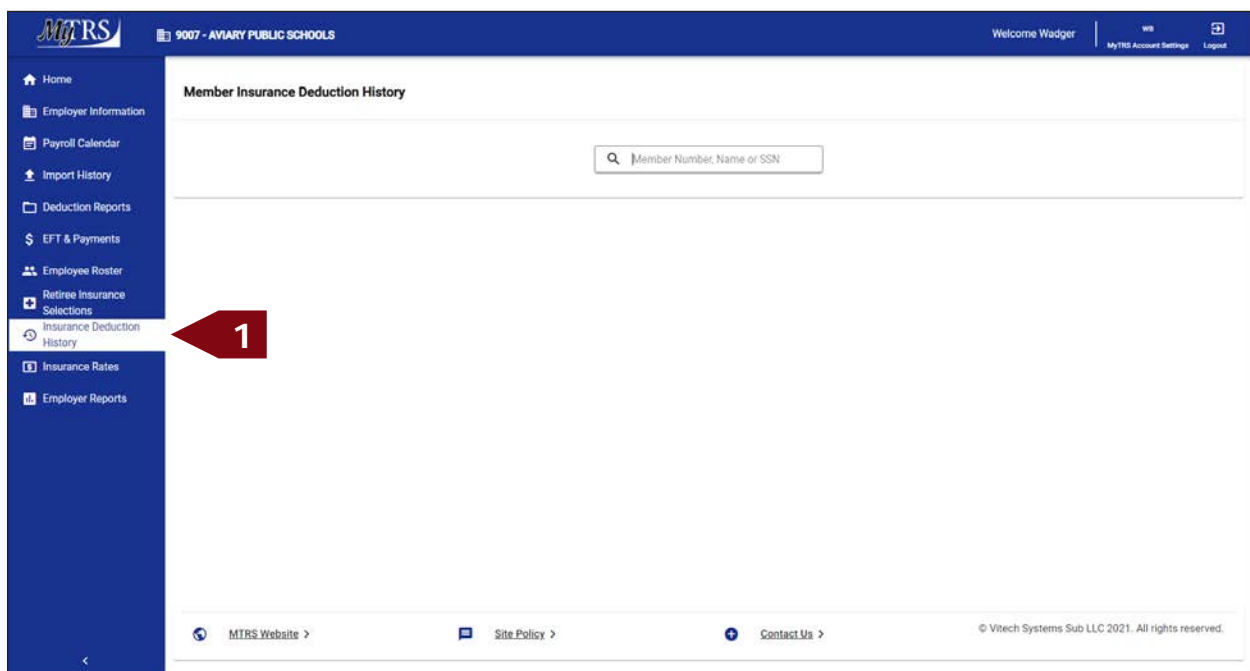 MyTRS
9007 - AVIARY PUBLIC SCHOOLS
Welcome Wadger
WB
MyTRS Account Settings
Logout
Home
Employer Information
Payroll Calendar
Import History
Deduction Reports
EFT & Payments
Employee Roster
Retiree Insurance
Selections
Insurance Deduction
History
Insurance Rates
Employer Reports
Member Insurance Deduction History
Member Number, Name or SSN
1
MTRS Website >
Site Policy >
Contact Us >
© Vitech Systems Sub LLC 2021. All rights reserved.
<